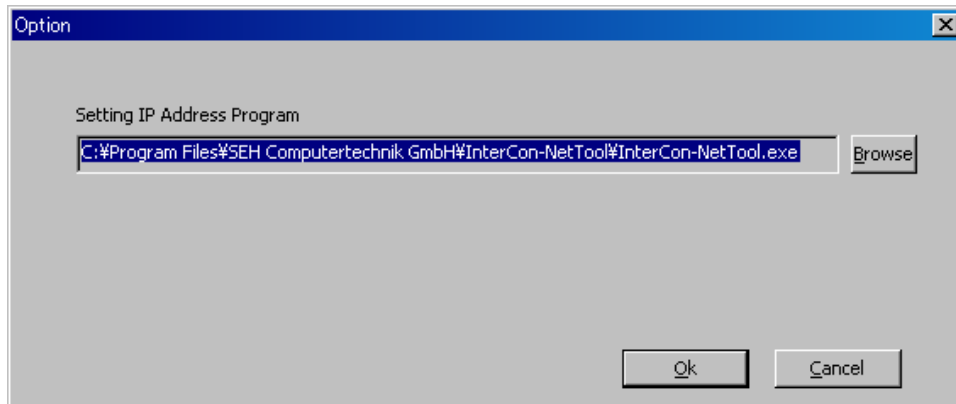 Option
Setting IP Address Program
C:¥Program Files¥SEH Computertechnik GmbH¥InterCon-NetTool¥InterCon-NetTool.exe
Browse
Ok
Cancel